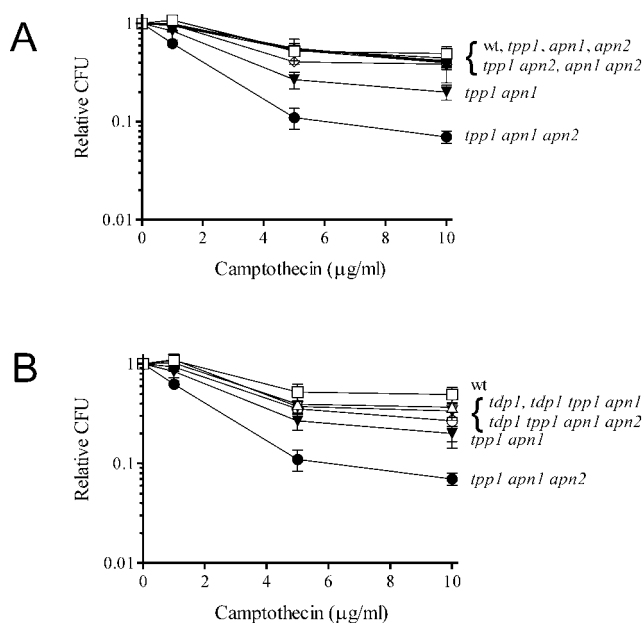 A
Relative CFU
1
0.1
0.01
0 2 4 6 8 10
Camptothecin (μg/ml)
wt, tpp1, apn1, apn2
tpp1 apn2, apn1 apn2
tpp1 apn1
tpp1 apn1 apn2
B
Relative CFU
1
0.1
0.01
0 2 4 6 8 10
Camptothecin (μg/ml)
wt
tdp1, tdp1 tpp1 apn1
tdp1 tpp1 apn1 apn2
tpp1 apn1
tpp1 apn1 apn2